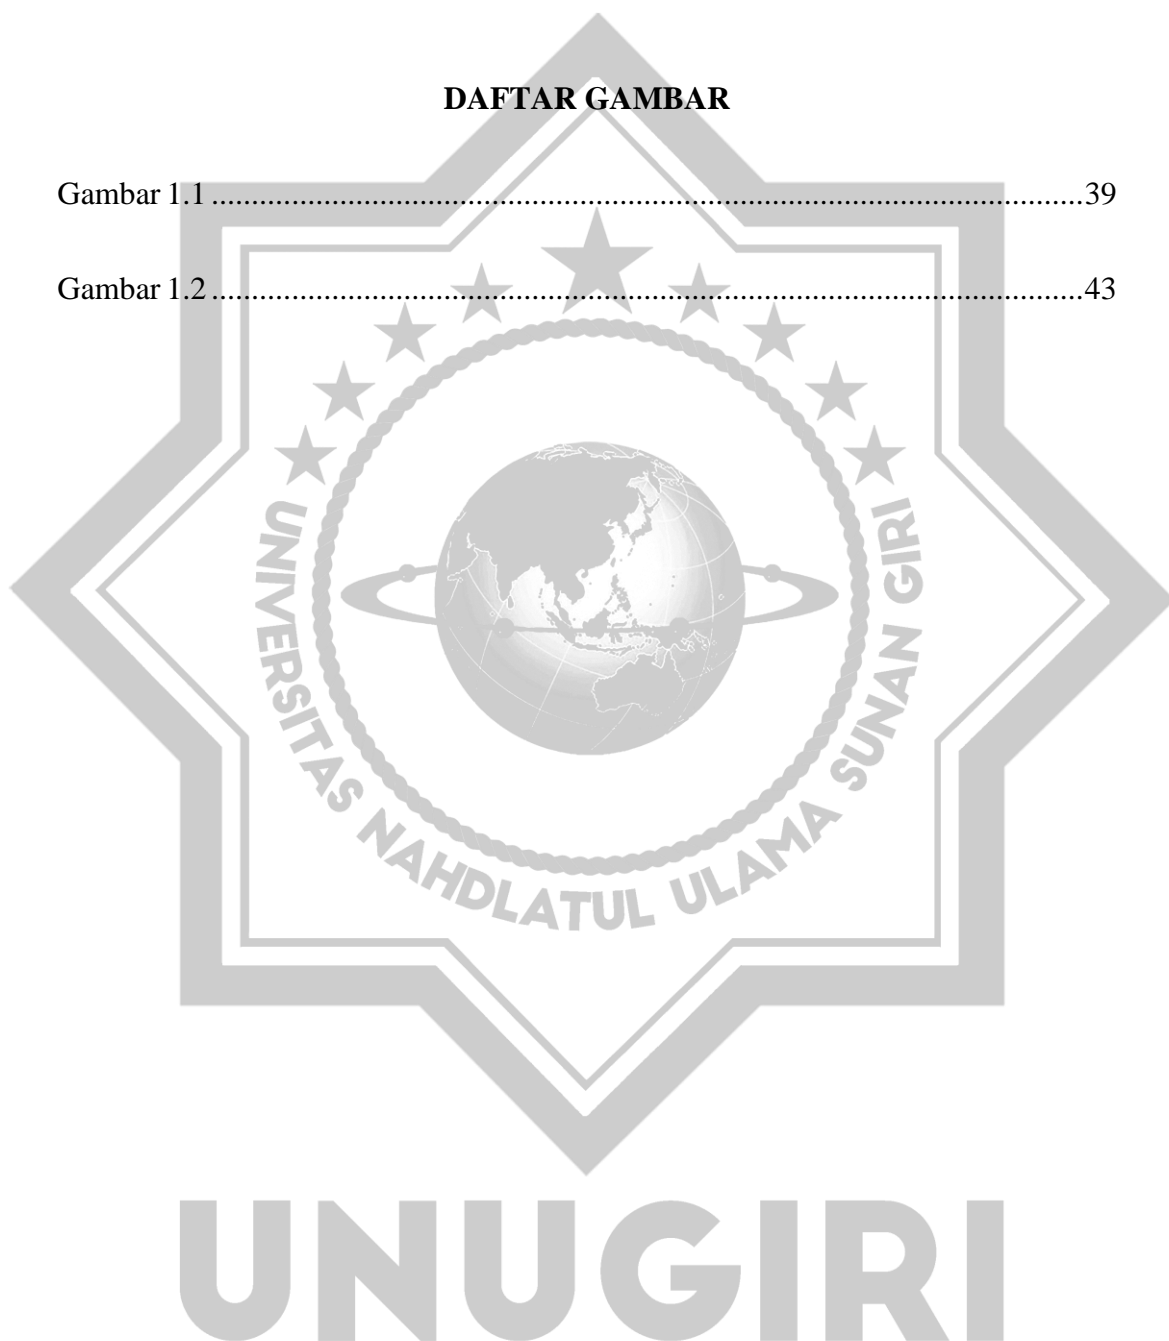 DAFTAR GAMBAR
Gambar 1.1 ..............................................................................................................39
Gambar 1.2 ..............................................................................................................43
UNIVERSITAS NAHDLATUL ULAMA SUNAN GIRI
UNUGIRI